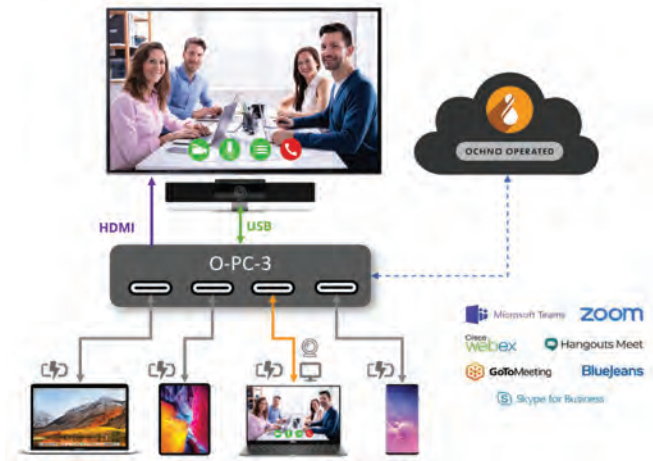 OCHNO OPERATED
HDMI
USB
O-PC-3
Microsoft Teams
zoom
Cisco
webex
Hangouts Meet
GoToMeeting
BlueJeans
Skype for Business